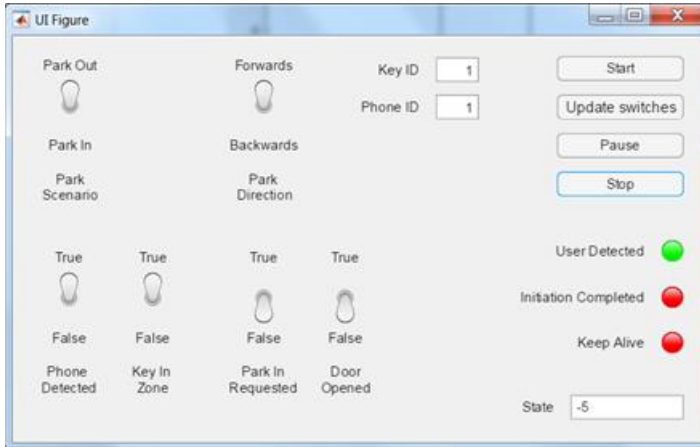 UI Figure
Park Out
Forwards
Key ID 1
Start
Phone ID 1
Update switches
Park In
Backwards
Pause
Park
Scenario
Park
Direction
Stop
True
True
True
True
User Detected
Initiation Completed
False
False
False
False
Keep Alive
Phone
Detected
Key In
Zone
Park In
Requested
Door
Opened
State -5